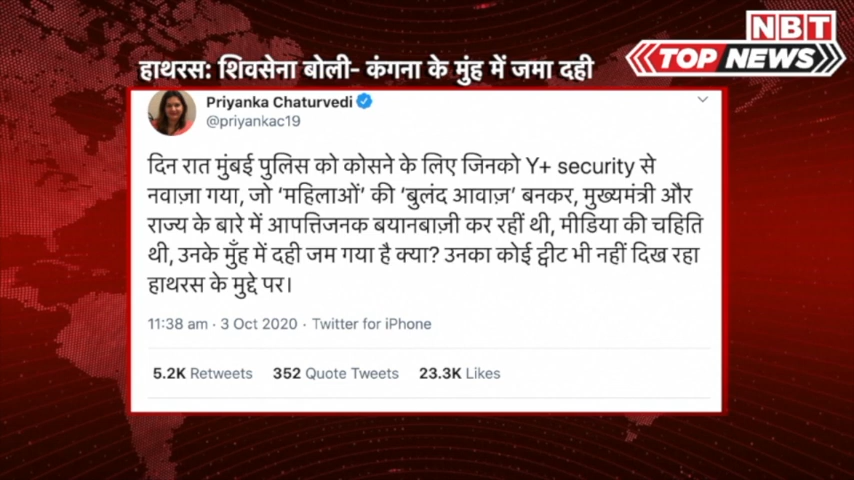 NBT
TOP NEWS
हाथरस: शिवसेना बोली- कंगना के मुंह में जमा दही
Priyanka Chaturvedi
@priyankac19
दिन रात मुंबई पुलिस को कोसने के लिए जिनको Y+ security से
नवाज़ा गया, जो ‘महिलाओं’ की ‘बुलंद आवाज़’ बनकर, मुख्यमंत्री और
राज्य के बारे में आपत्तिजनक बयानबाज़ी कर रहीं थी, मीडिया की चहिति
थी, उनके मुँह में दही जम गया है क्या? उनका कोई ट्वीट भी नहीं दिख रहा
हाथरस के मुद्दे पर।
11:38 am · 3 Oct 2020 · Twitter for iPhone
5.2K Retweets 352 Quote Tweets 23.3K Likes